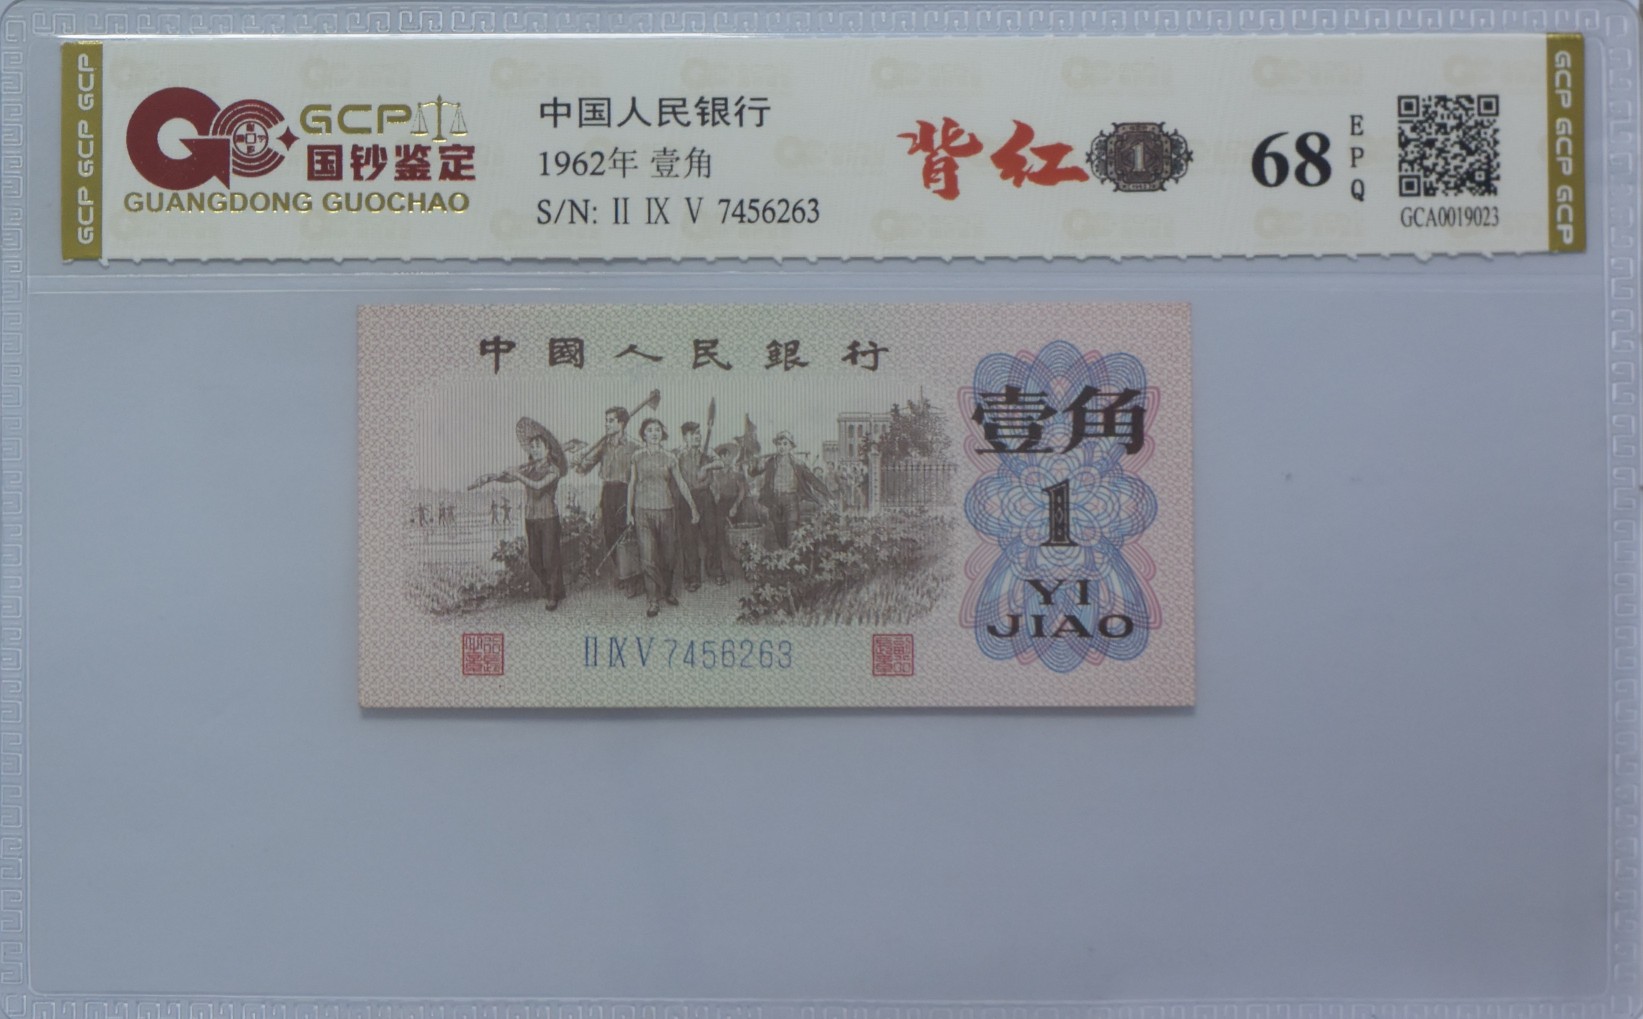 GCP GCP GCP
GCP
国钞鉴定
GUANGDONG GUOCHAO
中国人民银行
1962年 壹角
S/N: II IX V 7456263
背红
1
68
EPQ
GCA0019023
GCP GCP GCP
中國人民銀行
壹角
1
YI
JIAO
II IX V 7456263